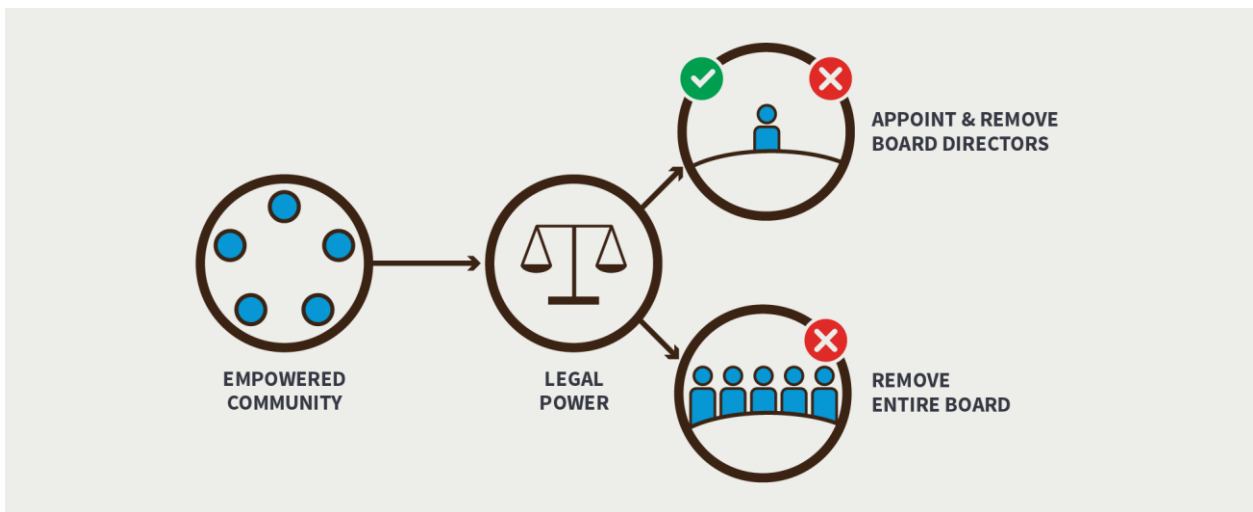 EMPOWERED
COMMUNITY
LEGAL
POWER
APPOINT & REMOVE
BOARD DIRECTORS
REMOVE
ENTIRE BOARD